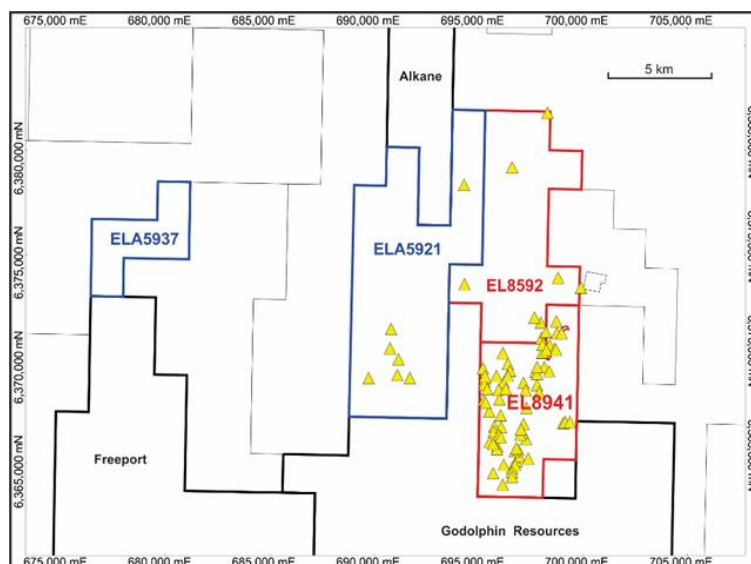 675,000 mE 680,000 mE 685,000 mE 690,000 mE 695,000 mE 700,000 mE 705,000 mE
Alkane
5 km
6,380,000 mN
ELA5937
ELA5921
EL8592
6,375,000 mN
6,370,000 mN
EL8941
Freeport
6,365,000 mN
Godolphin Resources
675,000 mE 680,000 mE 685,000 mE 690,000 mE 695,000 mE 700,000 mE 705,000 mE